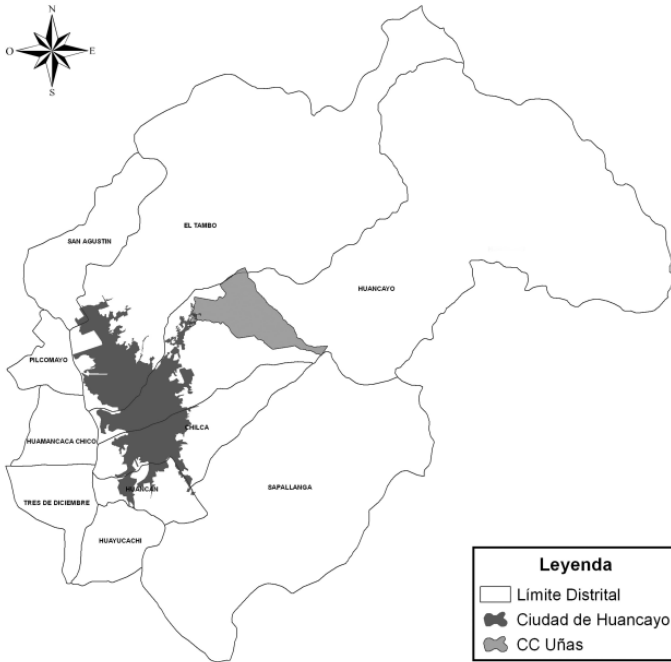 N
O
E
S
EL TAMBO
SAN AGUSTIN
HUANCAYO
PILCOMAYO
CHILCA
HUAMANCACA CHICO
SAPALLANGA
HUANCAN
TRES DE DICIEMBRE
HUAYUCACHI
Leyenda
Límite Distrital
Ciudad de Huancayo
CC Uñas